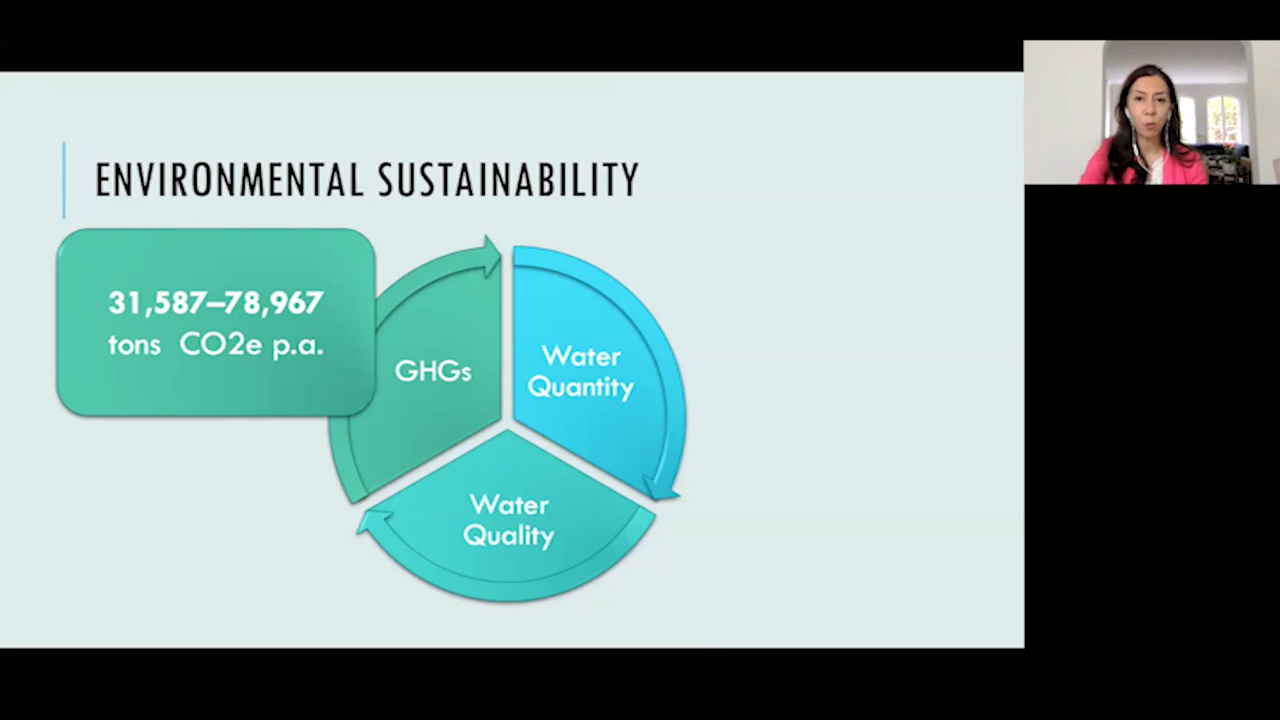 ENVIRONMENTAL SUSTAINABILITY
31,587–78,967
tons CO2e p.a.
GHGs
Water
Quantity
Water
Quality